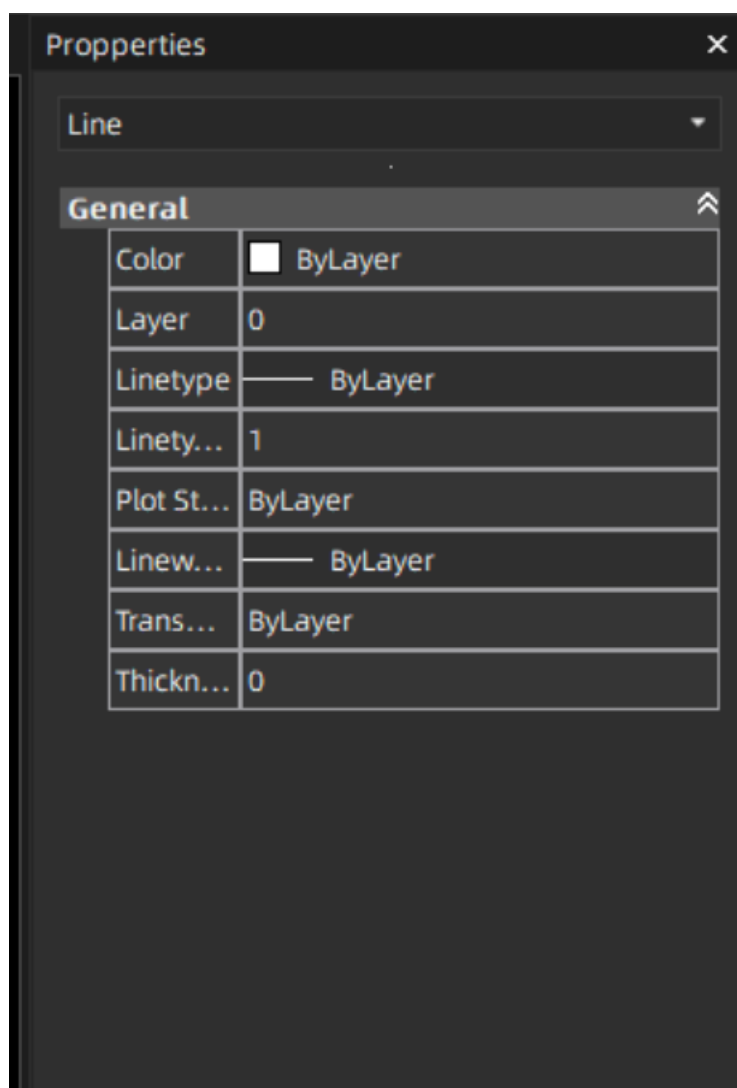 Propperties
Line
General
Color ByLayer
Layer 0
Linetype ByLayer
Linety... 1
Plot St... ByLayer
Linew... ByLayer
Trans... ByLayer
Thickn... 0